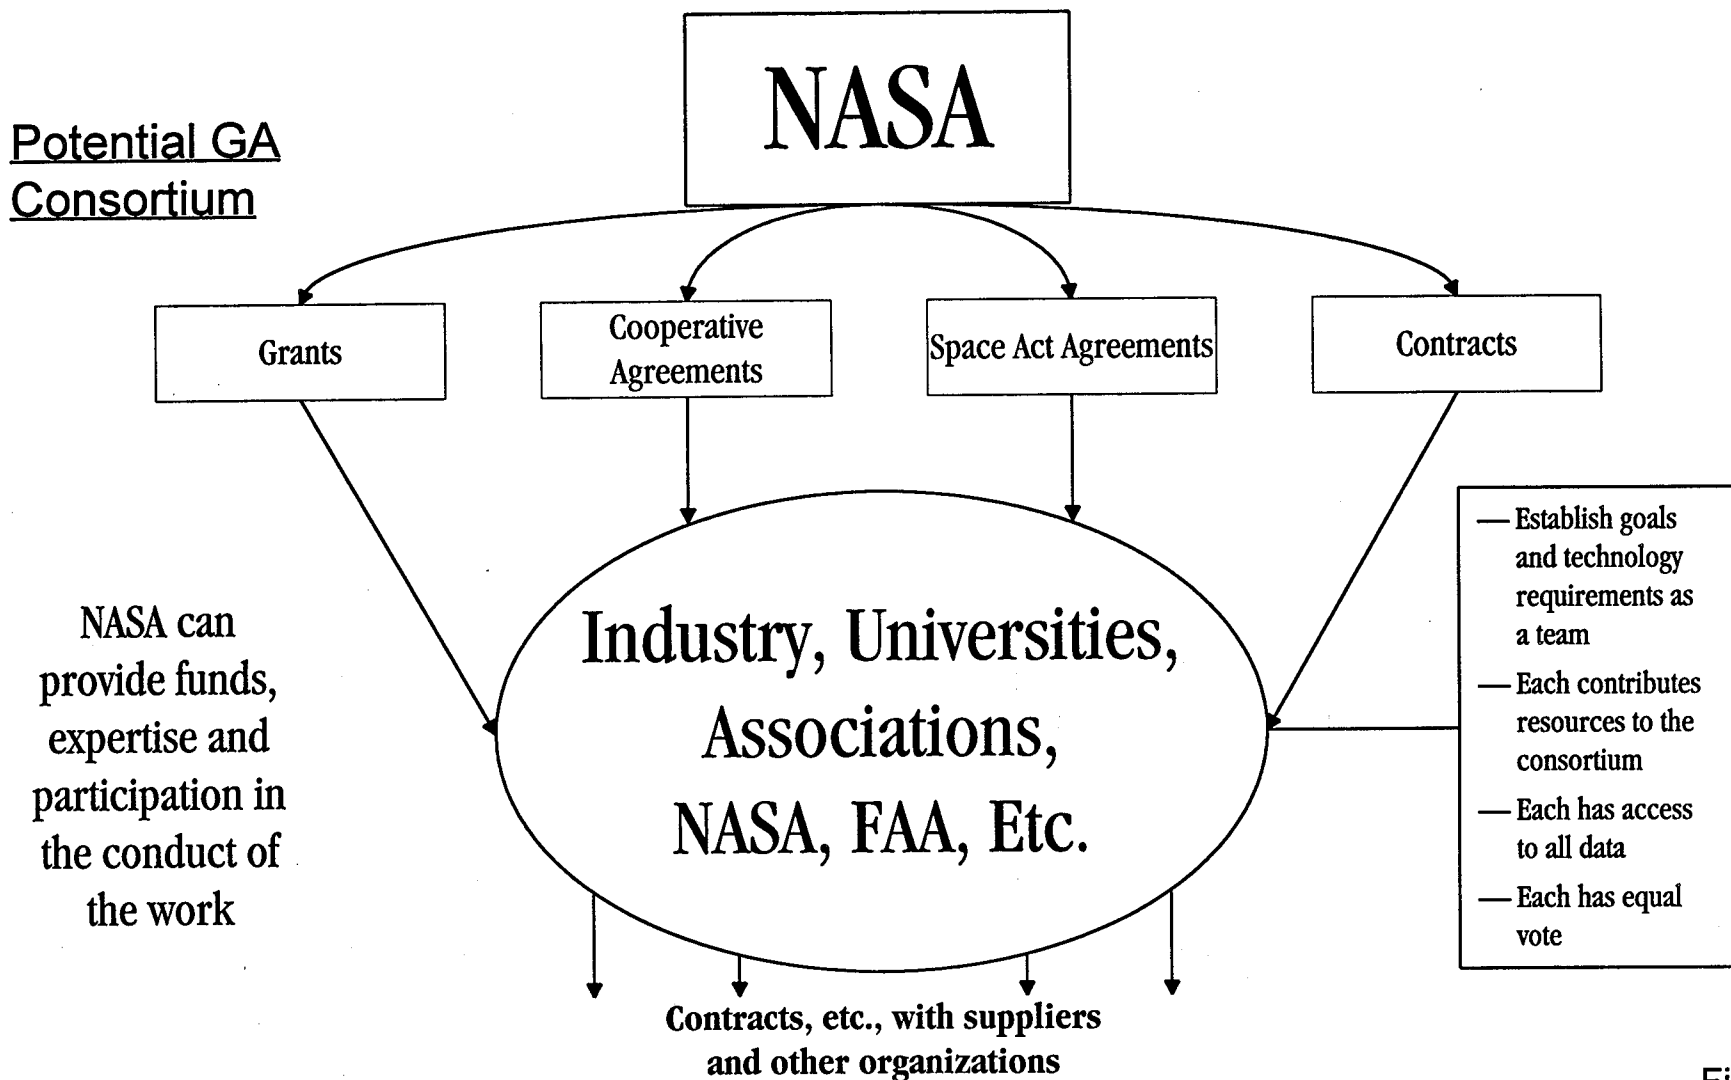 NASA
Potential GA
Consortium
Grants
Cooperative
Agreements
Space Act Agreements
Contracts
NASA can
provide funds,
expertise and
participation in
the conduct of
the work
Industry, Universities,
Associations,
NASA, FAA, Etc.
— Establish goals
and technology
requirements as
a team
— Each contributes
resources to the
consortium
— Each has access
to all data
— Each has equal
vote
Contracts, etc., with suppliers
and other organizations